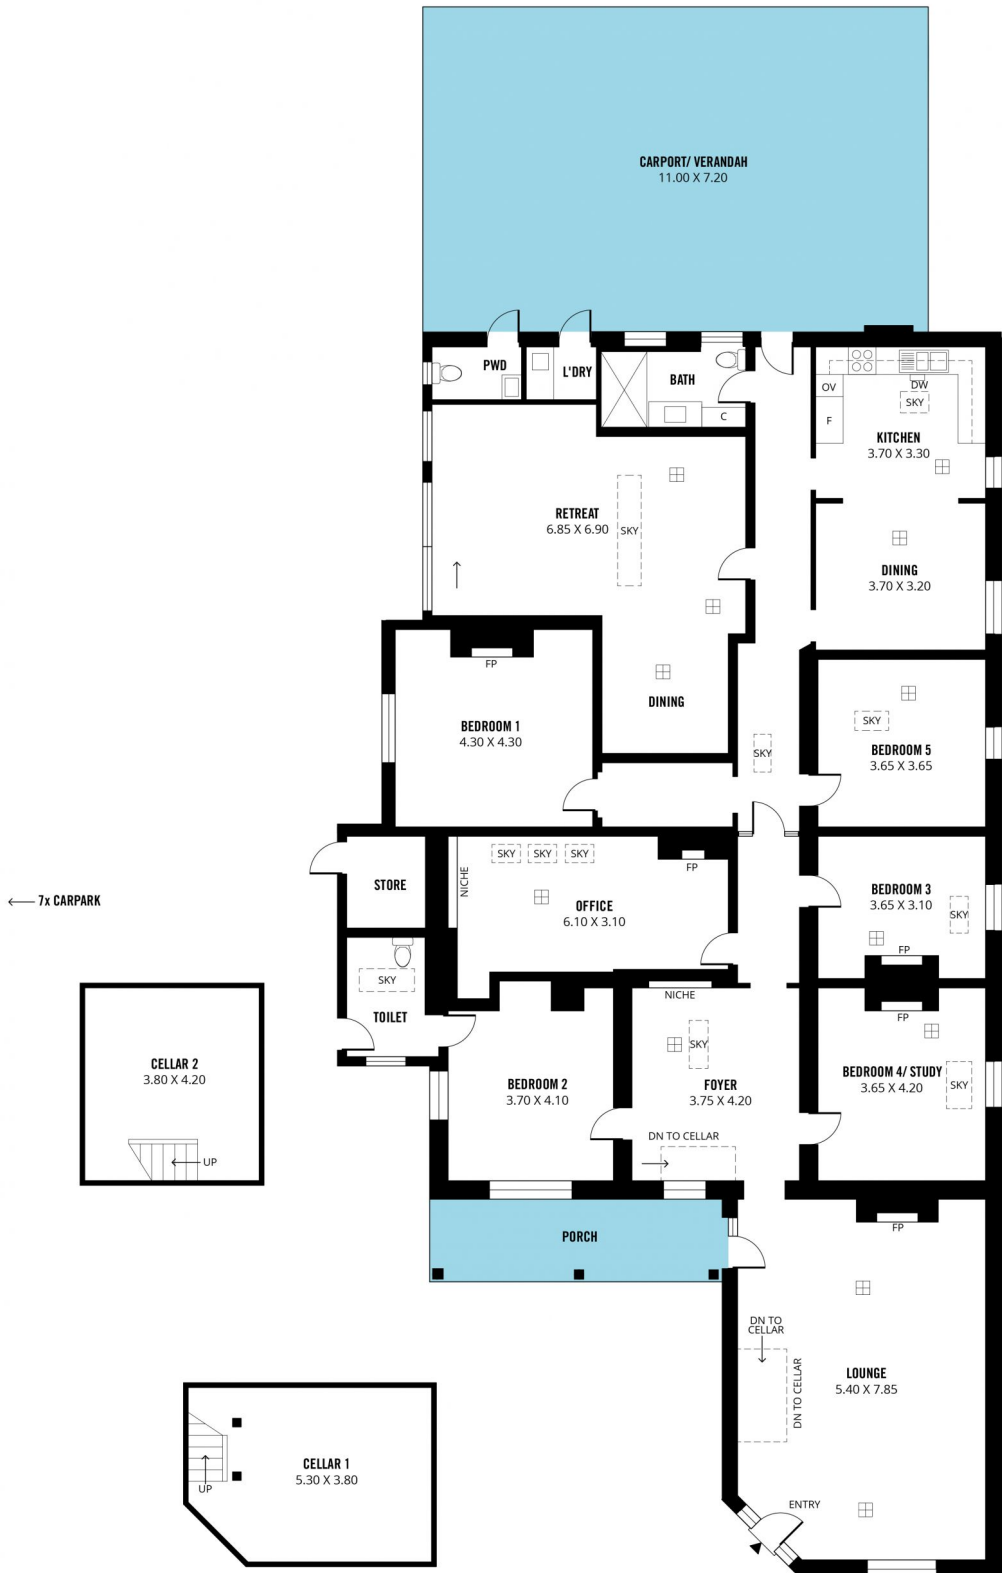 CARPORT/ VERANDAH
11.00 X 7.20
PWD
L'DRY
BATH
C
OV
F
DW
SKY
KITCHEN
3.70 X 3.30
RETREAT
6.85 X 6.90
SKY
DINING
3.70 X 3.20
FP
BEDROOM 1
4.30 X 4.30
DINING
SKY
SKY
BEDROOM 5
3.65 X 3.65
STORE
NICHE
SKY
SKY
SKY
OFFICE
6.10 X 3.10
FP
BEDROOM 3
3.65 X 3.10
SKY
FP
7x CARPARK
SKY
TOILET
NICHE
SKY
FOYER
3.75 X 4.20
DN TO CELLAR
FP
BEDROOM 4/ STUDY
3.65 X 4.20
SKY
BEDROOM 2
3.70 X 4.10
CELLAR 2
3.80 X 4.20
UP
PORCH
FP
DN TO
CELLAR
DN TO CELLAR
LOUNGE
5.40 X 7.85
ENTRY
CELLAR 1
5.30 X 3.80
UP